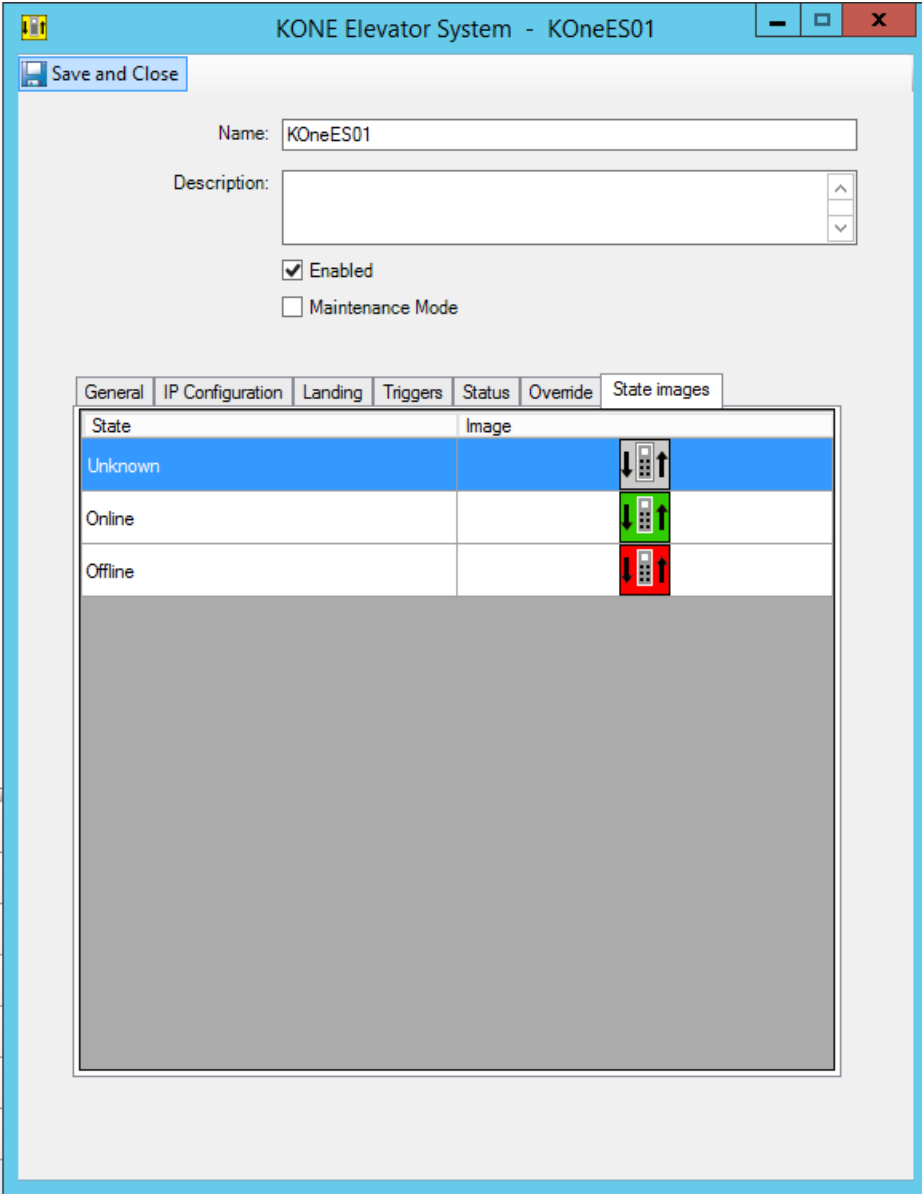 KONE Elevator System - KOneES01
Save and Close
Name: KOneES01
Description:
Enabled
Maintenance Mode
General IP Configuration Landing Triggers Status Override State images
State Image
Unknown
Online
Offline